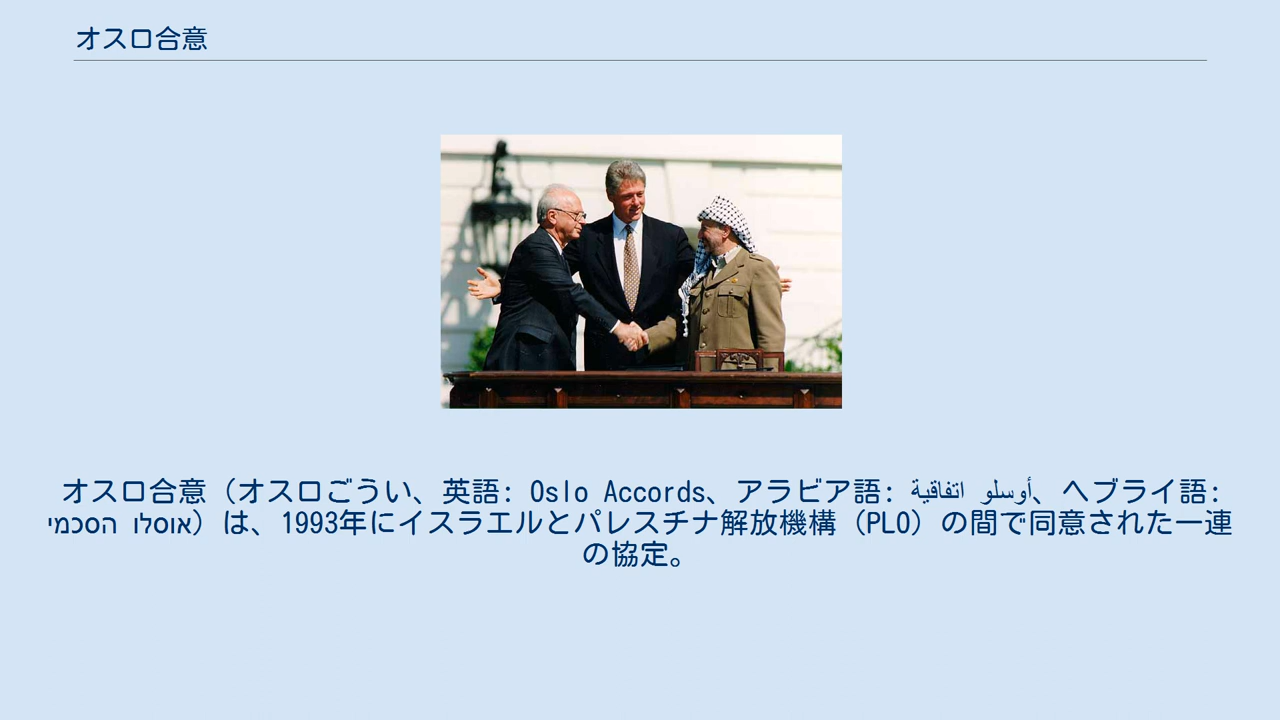 オスロ合意
オスロ合意（オスロごうい、英語: Oslo Accords、アラビア語: اتفاقية أوسلو、ヘブライ語:
הסכמי אוסלו）は、1993年にイスラエルとパレスチナ解放機構（PLO）の間で同意された一連
の協定。